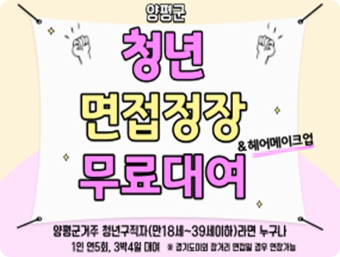 양평군
청년
면접정장
&헤어메이크업
무료대여
양평군거주 청년구직자(만18세~39세이하)라면 누구나
1인 연5회, 3박4일 대여 ※ 경기도미외 장거리 면접일 경우 연장가능